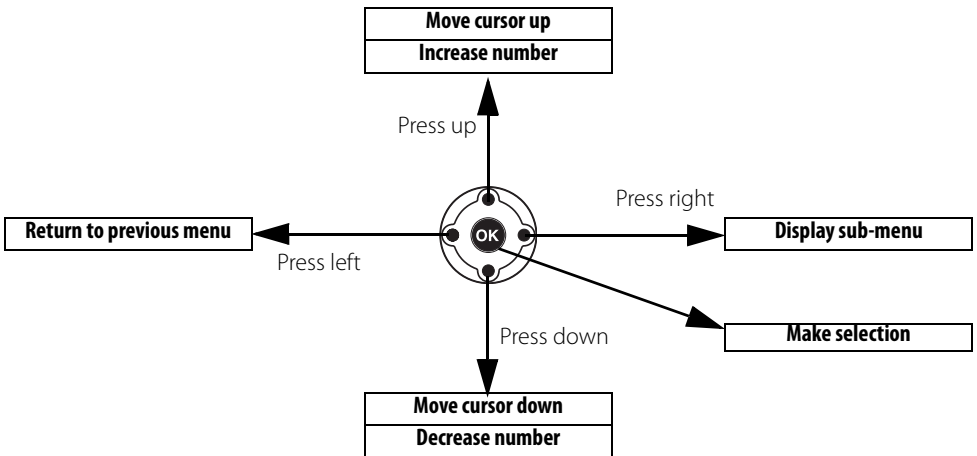 Move cursor up
Increase number
Press up
Press right
Return to previous menu
OK
Display sub-menu
Press left
Make selection
Press down
Move cursor down
Decrease number